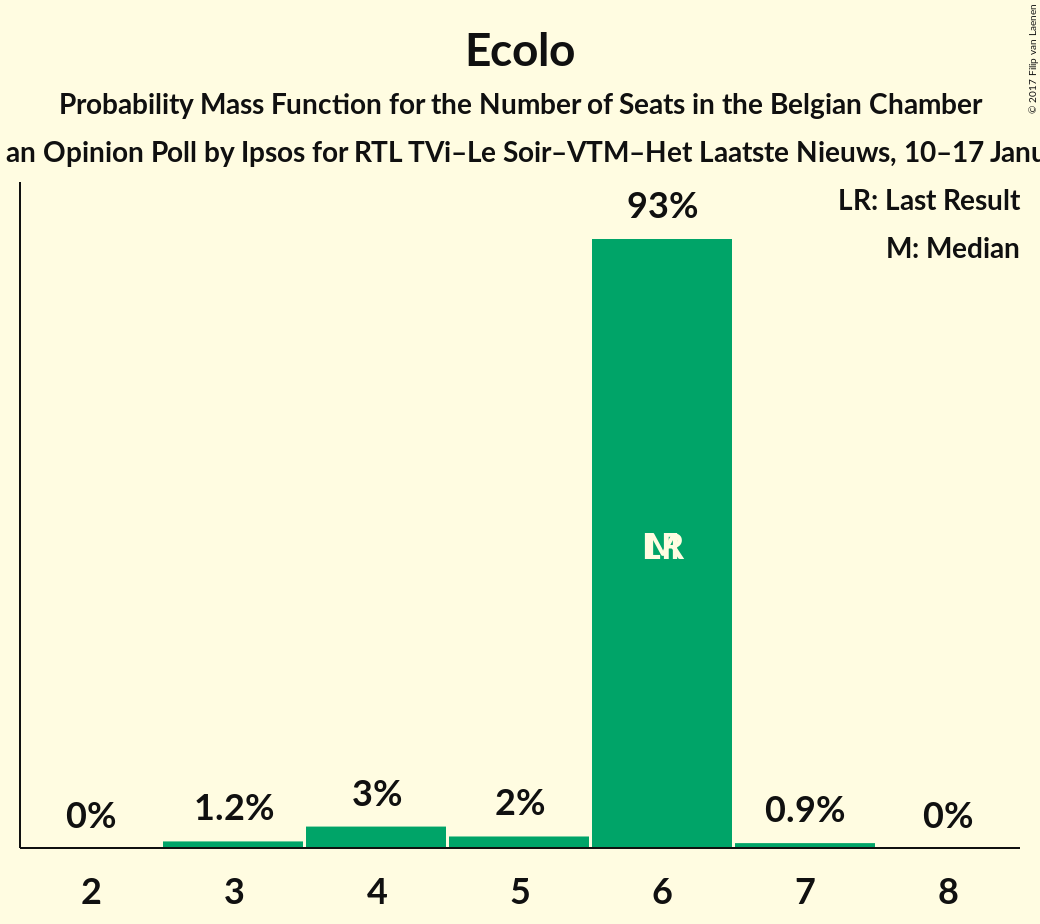 Ecolo
Probability Mass Function for the Number of Seats in the Belgian Chamber
an Opinion Poll by Ipsos for RTL TVi–Le Soir–VTM–Het Laatste Nieuws, 10–17 Janu
© 2017 Filip van Laenen
LR: Last Result
M: Median
93%
LR
M
0%
1.2%
3%
2%
0.9%
0%
2 3 4 5 6 7 8